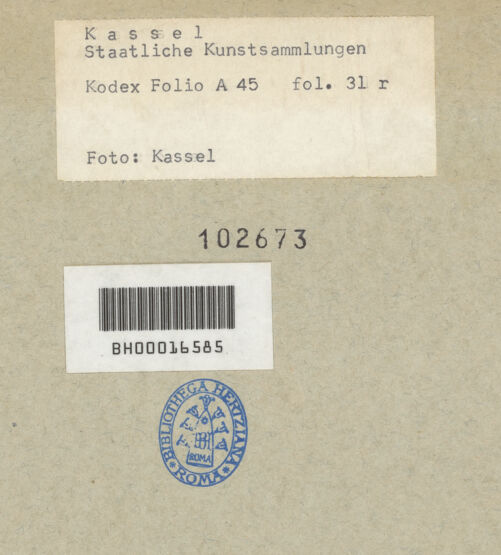 K a s s e l
Staatliche Kunstsammlungen
Kodex Folio A 45 fol. 31 r
Foto: Kassel
102673
BH00016585
*BIBLIOTHECA HERTZIANA*
ROMA
ROMA